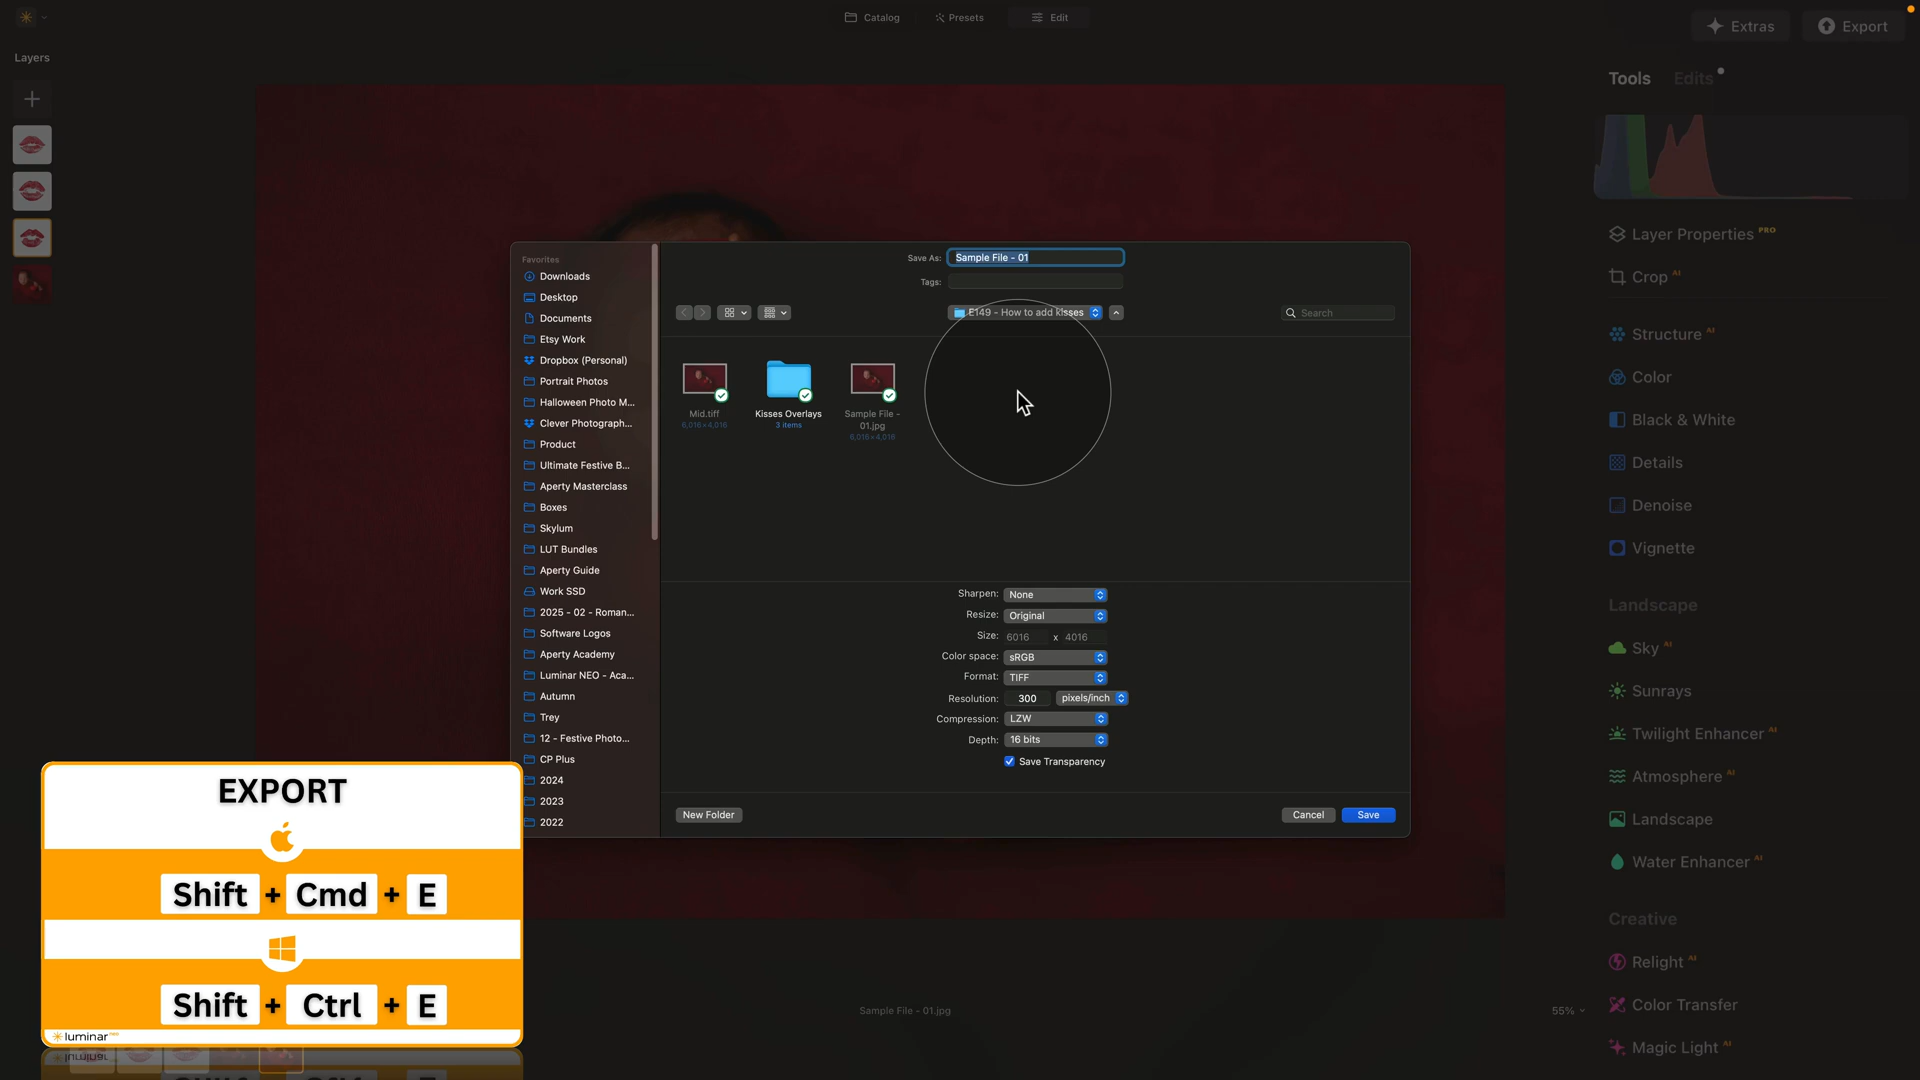 Catalog
Presets
Edit
Extras
Export
Layers
Tools
Edits
Layer Properties PRO
Crop AI
Structure AI
Color
Black & White
Details
Denoise
Vignette
Landscape
Sky AI
Sunrays
Twilight Enhancer AI
Atmosphere AI
Landscape
Water Enhancer AI
Creative
Relight AI
Color Transfer
Magic Light AI
Favorites
Downloads
Desktop
Documents
Etsy Work
Dropbox (Personal)
Portrait Photos
Halloween Photo M...
Clever Photograph...
Product
Ultimate Festive B...
Aperty Masterclass
Boxes
Skylum
LUT Bundles
Aperty Guide
Work SSD
2025 - 02 - Roman...
Software Logos
Aperty Academy
Luminar NEO - Aca...
Autumn
Trey
12 - Festive Photo...
CP Plus
2024
2023
2022
Save As: Sample File - 01
Tags:
E149 - How to add kisses
Search
Mid.tiff
6,016×4,016
Kisses Overlays
3 items
Sample File -
01.jpg
6,016×4,016
Sharpen: None
Resize: Original
Size: 6016 x 4016
Color space: sRGB
Format: TIFF
Resolution: 300 pixels/inch
Compression: LZW
Depth: 16 bits
Save Transparency
New Folder
Cancel
Save
EXPORT
Shift + Cmd + E
Shift + Ctrl + E
luminar neo
Sample File - 01.jpg
55%